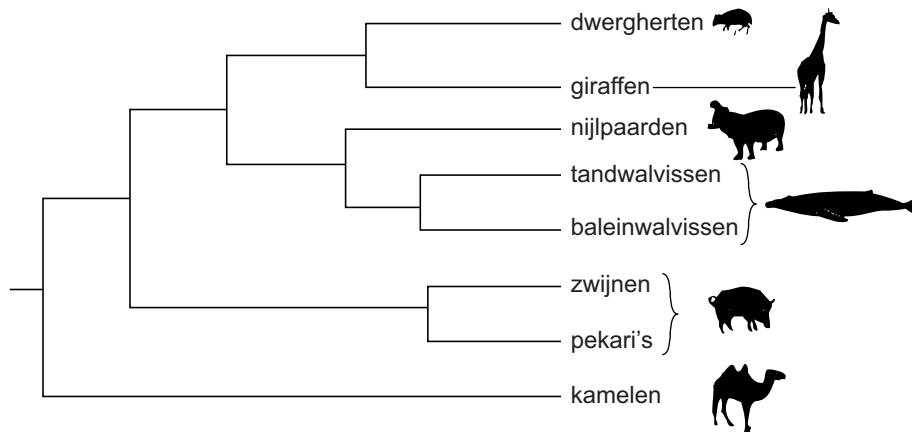 dwergherten
giraffen
nijlpaarden
tandwalvissen
baleinwalvissen
zwijnen
pekari’s
kamelen